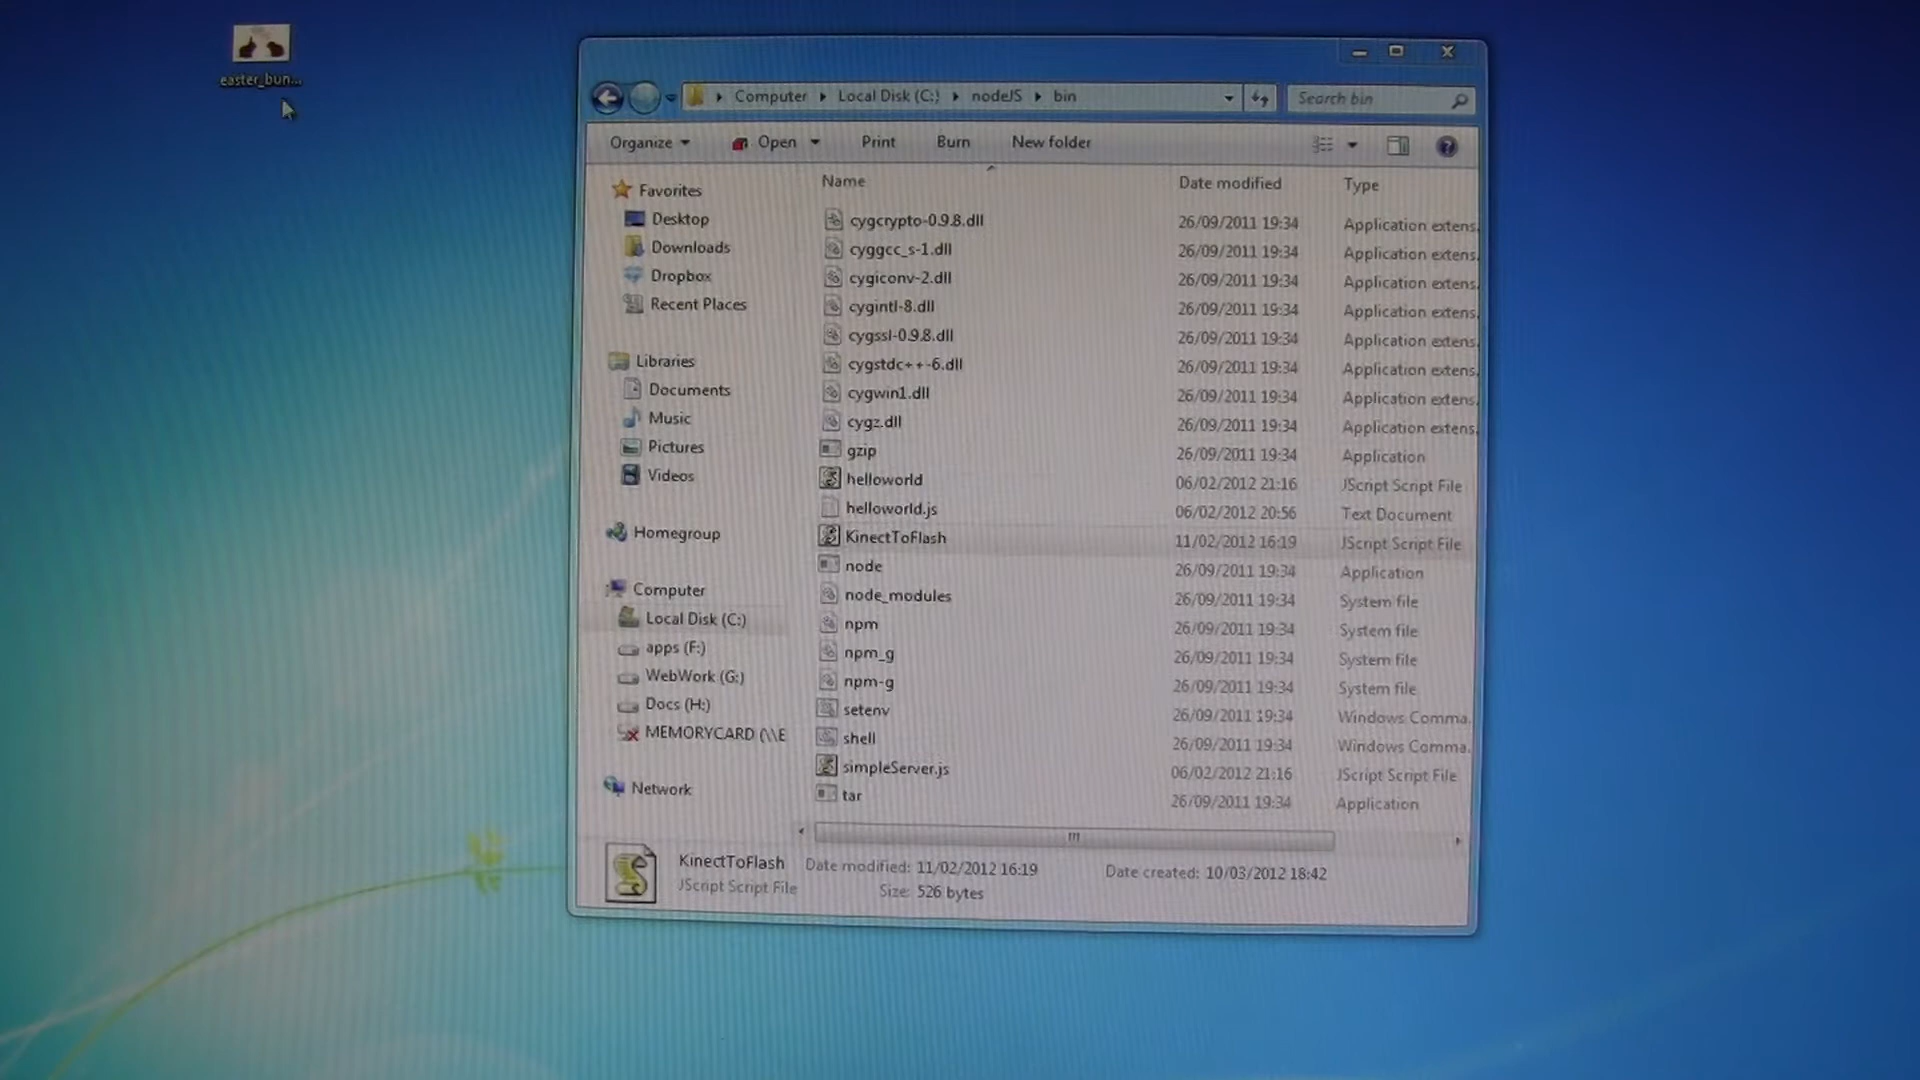 easter_bun...
Computer Local Disk (C:) nodeJS bin
Search bin
Organize Open Print Burn New folder
Name Date modified Type
Favorites
Desktop
Downloads
Dropbox
Recent Places
Libraries
Documents
Music
Pictures
Videos
Homegroup
Computer
Local Disk (C:)
apps (F:)
WebWork (G:)
Docs (H:)
MEMORYCARD (\\E
Network
cygcrypto-0.9.8.dll 26/09/2011 19:34 Application extens.
cyggcc_s-1.dll 26/09/2011 19:34 Application extens.
cygiconv-2.dll 26/09/2011 19:34 Application extens.
cygintl-8.dll 26/09/2011 19:34 Application extens.
cygssl-0.9.8.dll 26/09/2011 19:34 Application extens.
cygstdc++-6.dll 26/09/2011 19:34 Application extens.
cygwin1.dll 26/09/2011 19:34 Application extens.
cygz.dll 26/09/2011 19:34 Application extens.
gzip 26/09/2011 19:34 Application
helloworld 06/02/2012 21:16 JScript Script File
helloworld.js 06/02/2012 20:56 Text Document
KinectToFlash 11/02/2012 16:19 JScript Script File
node 26/09/2011 19:34 Application
node_modules 26/09/2011 19:34 System file
npm 26/09/2011 19:34 System file
npm_g 26/09/2011 19:34 System file
npm-g 26/09/2011 19:34 System file
setenv 26/09/2011 19:34 Windows Comma.
shell 26/09/2011 19:34 Windows Comma.
simpleServer.js 06/02/2012 21:16 JScript Script File
tar 26/09/2011 19:34 Application
KinectToFlash Date modified: 11/02/2012 16:19 Date created: 10/03/2012 18:42
JScript Script File Size: 526 bytes